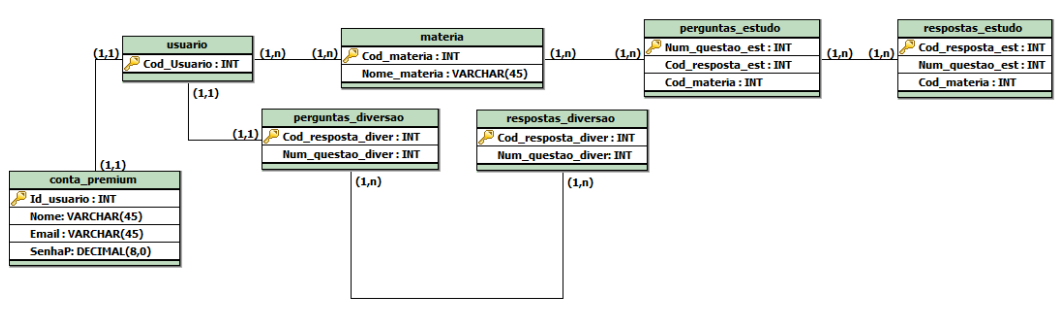 usuario
Cod_Usuario : INT
(1,1)
(1,n)
(1,n)
(1,1)
materia
Cod_materia : INT
Nome_materia : VARCHAR(45)
(1,n)
(1,n)
perguntas_estudo
Num_questao_est : INT
Cod_resposta_est : INT
Cod_materia : INT
(1,n)
(1,n)
respostas_estudo
Cod_resposta_est : INT
Num_questao_est : INT
Cod_materia : INT
perguntas_diversao
(1,1)
Cod_resposta_diver : INT
Num_questao_diver : INT
(1,n)
respostas_diversao
Cod_resposta_diver : INT
Num_questao_diver: INT
(1,n)
(1,1)
conta_premium
Id_usuario : INT
Nome: VARCHAR(45)
Email : VARCHAR(45)
SenhaP: DECIMAL(8,0)